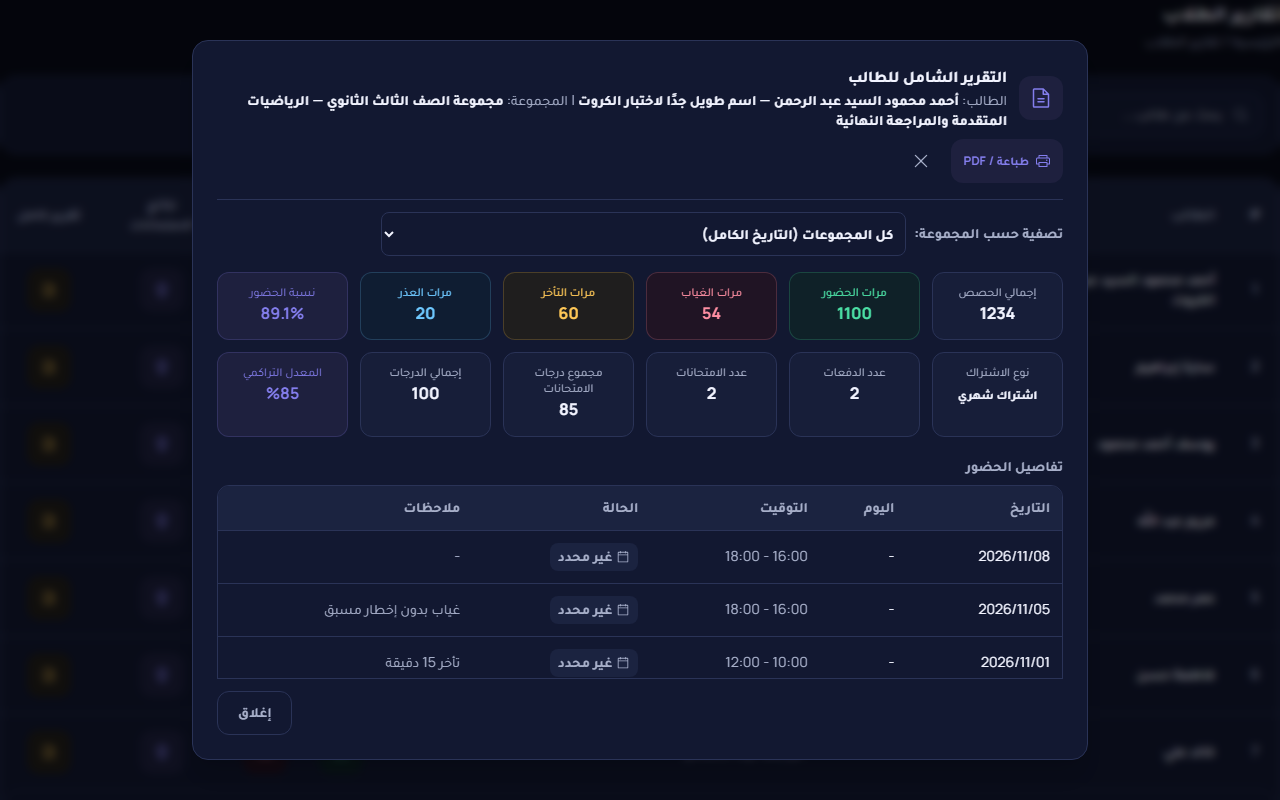 التقرير الشامل للطالب
الطالب: أحمد محمود السيد عبد الرحمن — اسم طويل جدًا لاختبار الكروت | المجموعة: مجموعة الصف الثالث الثانوي — الرياضيات
المتقدمة والمراجعة النهائية
طباعة / PDF
تصفية حسب المجموعة:
كل المجموعات (التاريخ الكامل)
إجمالي الحصص
1234
مرات الحضور
1100
مرات الغياب
54
مرات التأخر
60
مرات العذر
20
نسبة الحضور
89.1%
نوع الاشتراك
اشتراك شهري
عدد الدفعات
2
عدد الامتحانات
2
مجموع درجات
الامتحانات
85
إجمالي الدرجات
100
المعدل التراكمي
%85
تفاصيل الحضور
التاريخ اليوم التوقيت الحالة ملاحظات
2026/11/08 - 16:00 - 18:00 غير محدد -
2026/11/05 - 16:00 - 18:00 غير محدد غياب بدون إخطار مسبق
2026/11/01 - 10:00 - 12:00 غير محدد تأخر 15 دقيقة
إغلاق